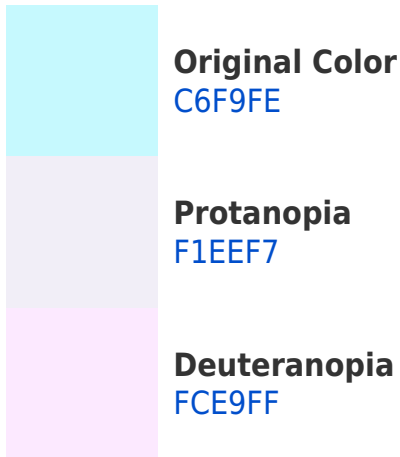 Original Color
C6F9FE
Protanopia
F1EEF7
Deuteranopia
FCE9FF